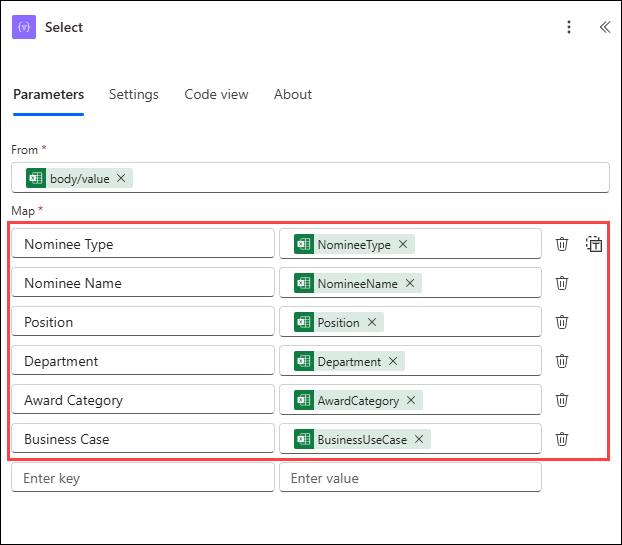 Select
Parameters Settings Code view About
From *
body/value
Map *
Nominee Type NomineeType
Nominee Name NomineeName
Position Position
Department Department
Award Category AwardCategory
Business Case BusinessUseCase
Enter key Enter value